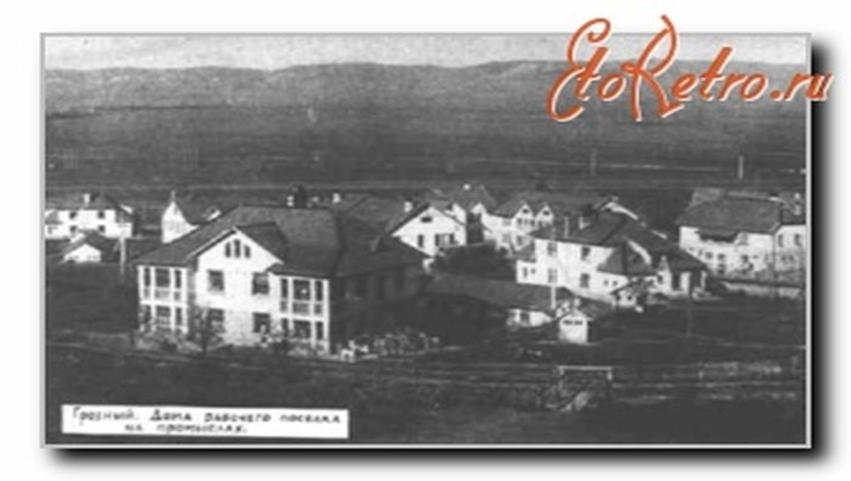 EtoRetro.ru
Грозный. Дома рабочего поселка
на промыслах.